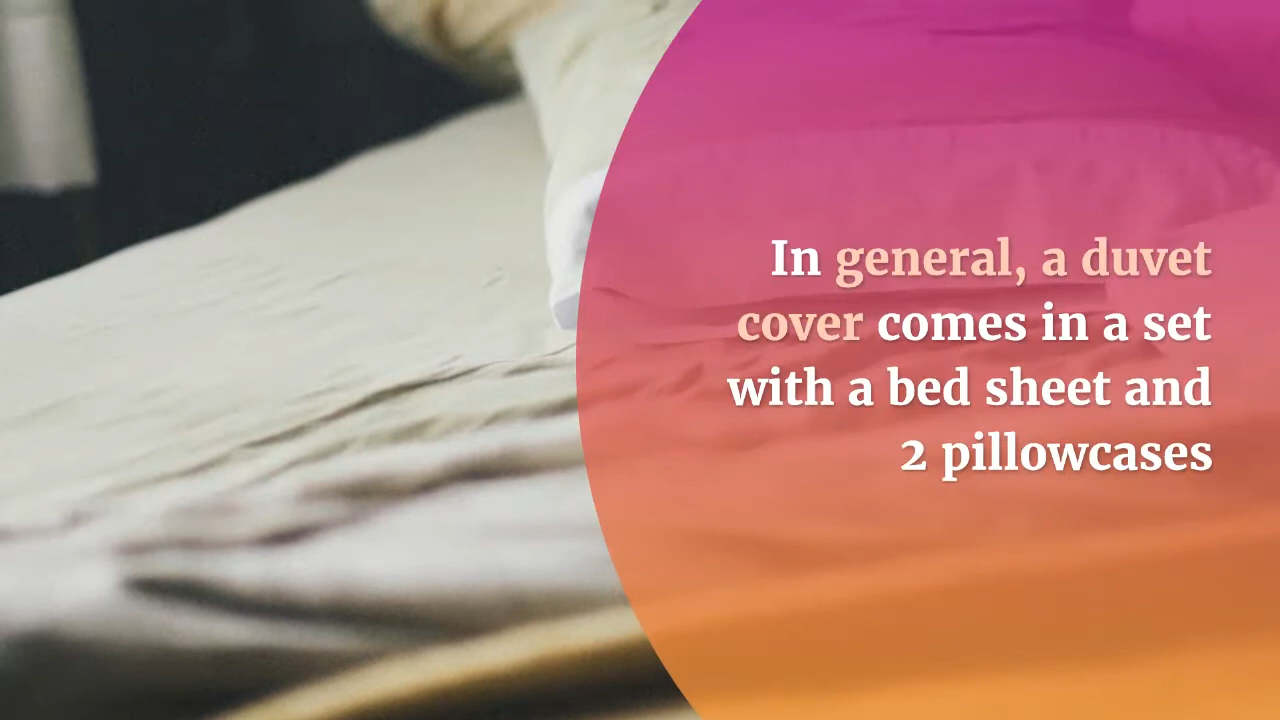 In general, a duvet
cover comes in a set
with a bed sheet and
2 pillowcases